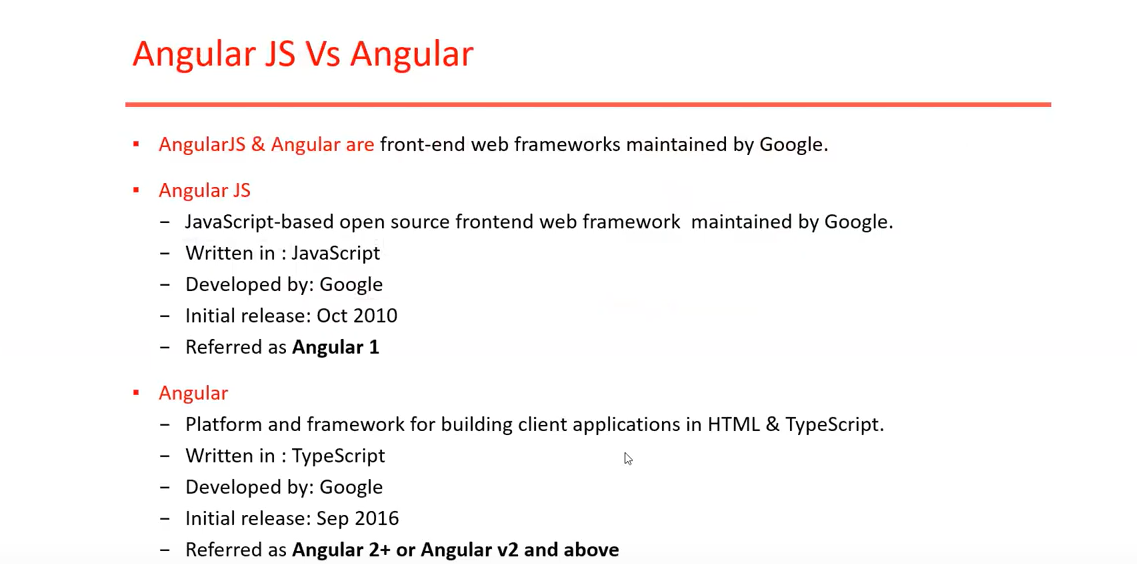 Angular JS Vs Angular
▪ AngularJS & Angular are front-end web frameworks maintained by Google.
▪ Angular JS
– JavaScript-based open source frontend web framework  maintained by Google.
– Written in : JavaScript
– Developed by: Google
– Initial release: Oct 2010
– Referred as Angular 1
▪ Angular
– Platform and framework for building client applications in HTML & TypeScript.
– Written in : TypeScript
– Developed by: Google
– Initial release: Sep 2016
– Referred as Angular 2+ or Angular v2 and above